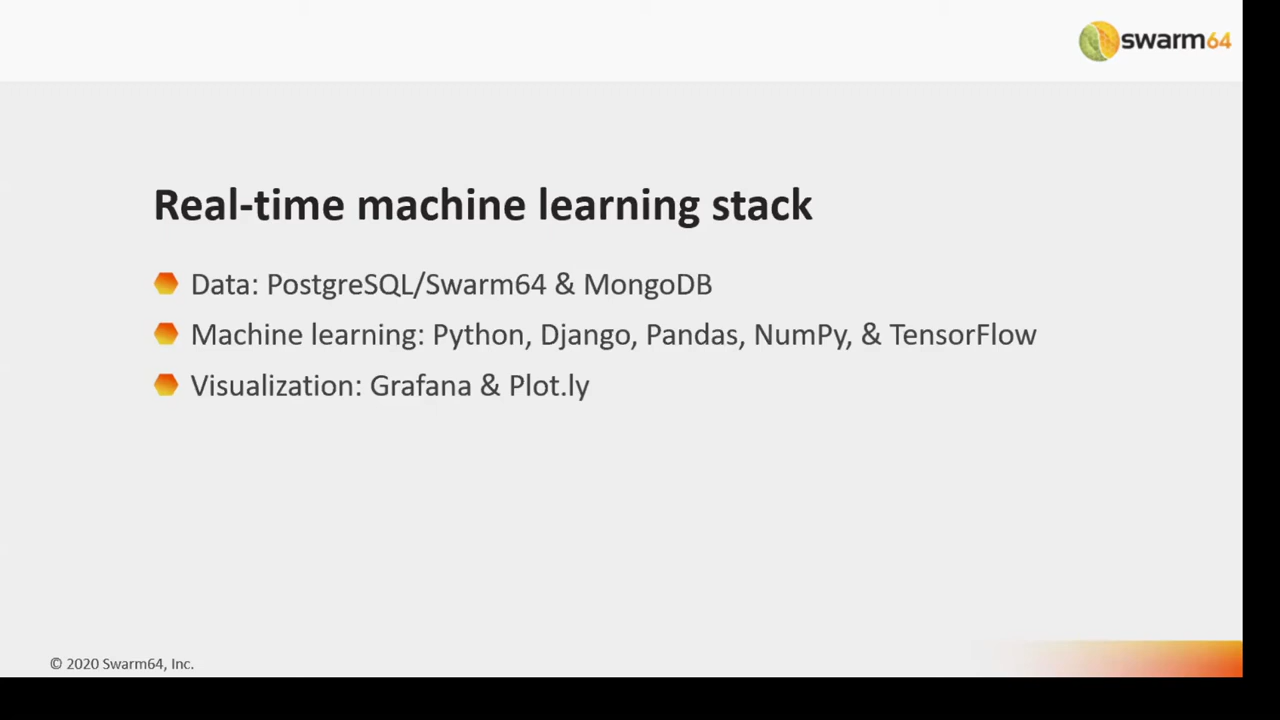 swarm64
Real-time machine learning stack
Data: PostgreSQL/Swarm64 & MongoDB
Machine learning: Python, Django, Pandas, NumPy, & TensorFlow
Visualization: Grafana & Plot.ly
© 2020 Swarm64, Inc.